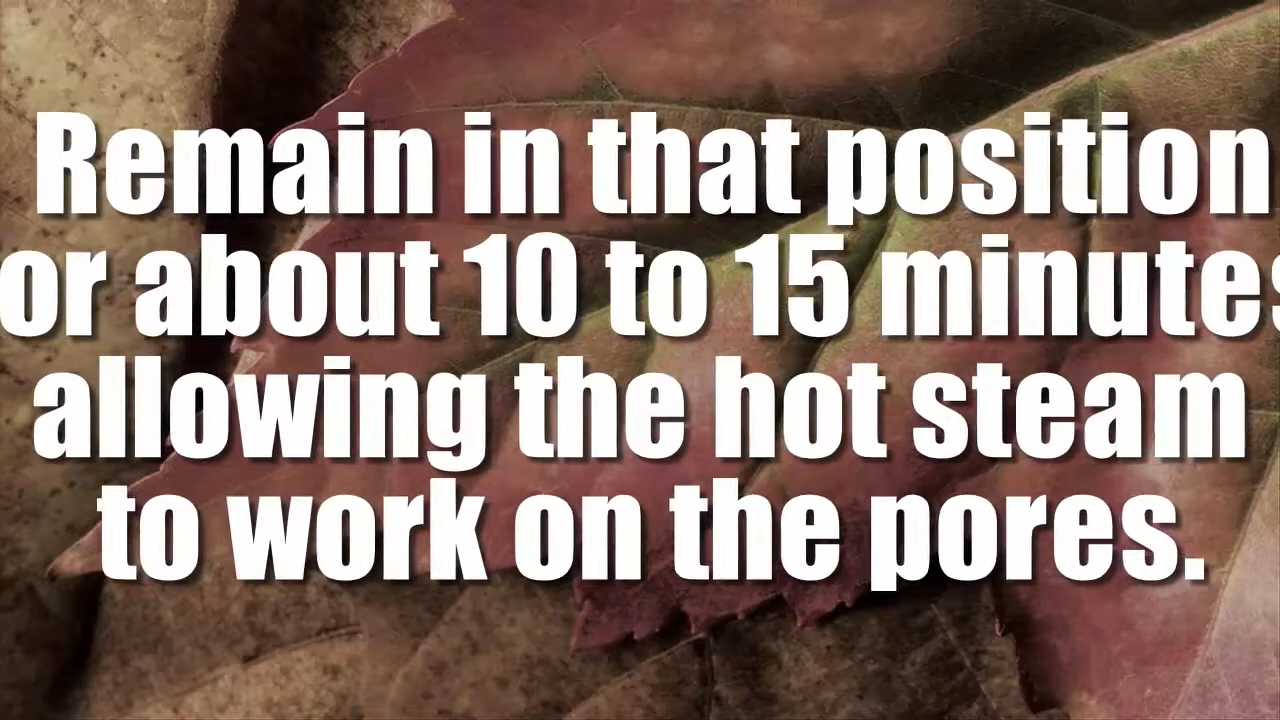 Remain in that position
or about 10 to 15 minutes
allowing the hot steam
to work on the pores.